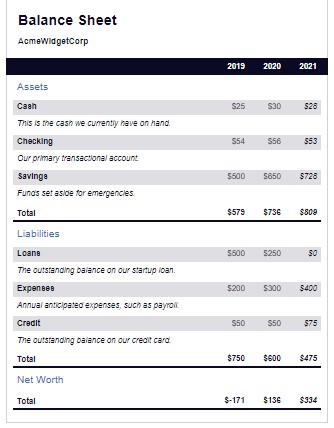 Balance Sheet
AcmeWidgetCorp
2019 2020 2021
Assets
Cash $25 $30 $28
This is the cash we currently have on hand.
Checking $54 $56 $53
Our primary transactional account.
Savings $500 $650 $728
Funds set aside for emergencies.
Total $579 $736 $809
Liabilities
Loans $500 $250 $0
The outstanding balance on our startup loan.
Expenses $200 $300 $400
Annual anticipated expenses, such as payroll.
Credit $50 $50 $75
The outstanding balance on our credit card.
Total $750 $600 $475
Net Worth
Total $-171 $136 $334